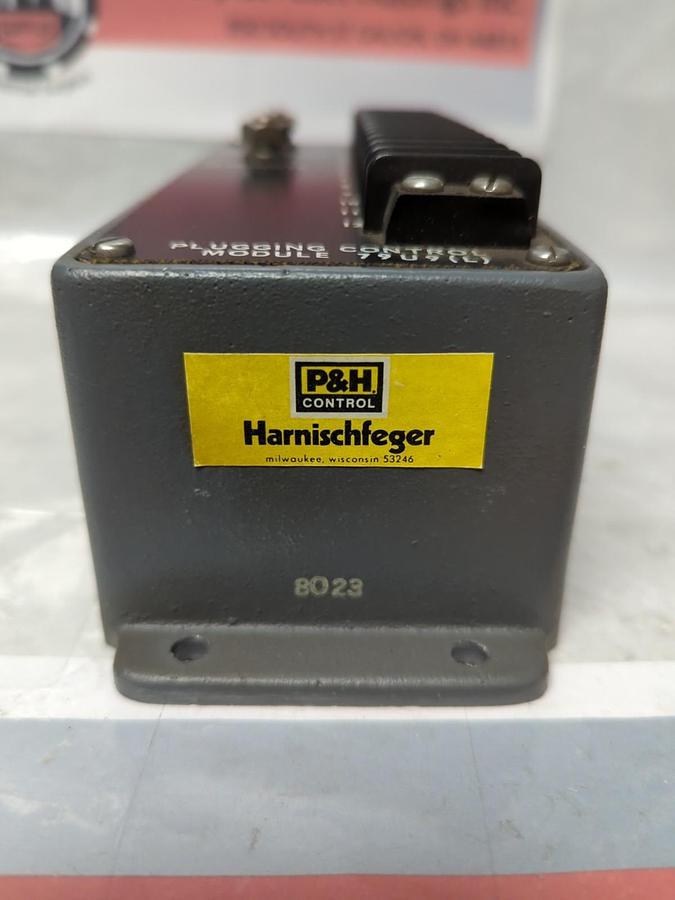 PLUGGING CONTROL
MODULE 79U9(L)
P&H
CONTROL
Harnischfeger
milwaukee, wisconsin 53246
8023